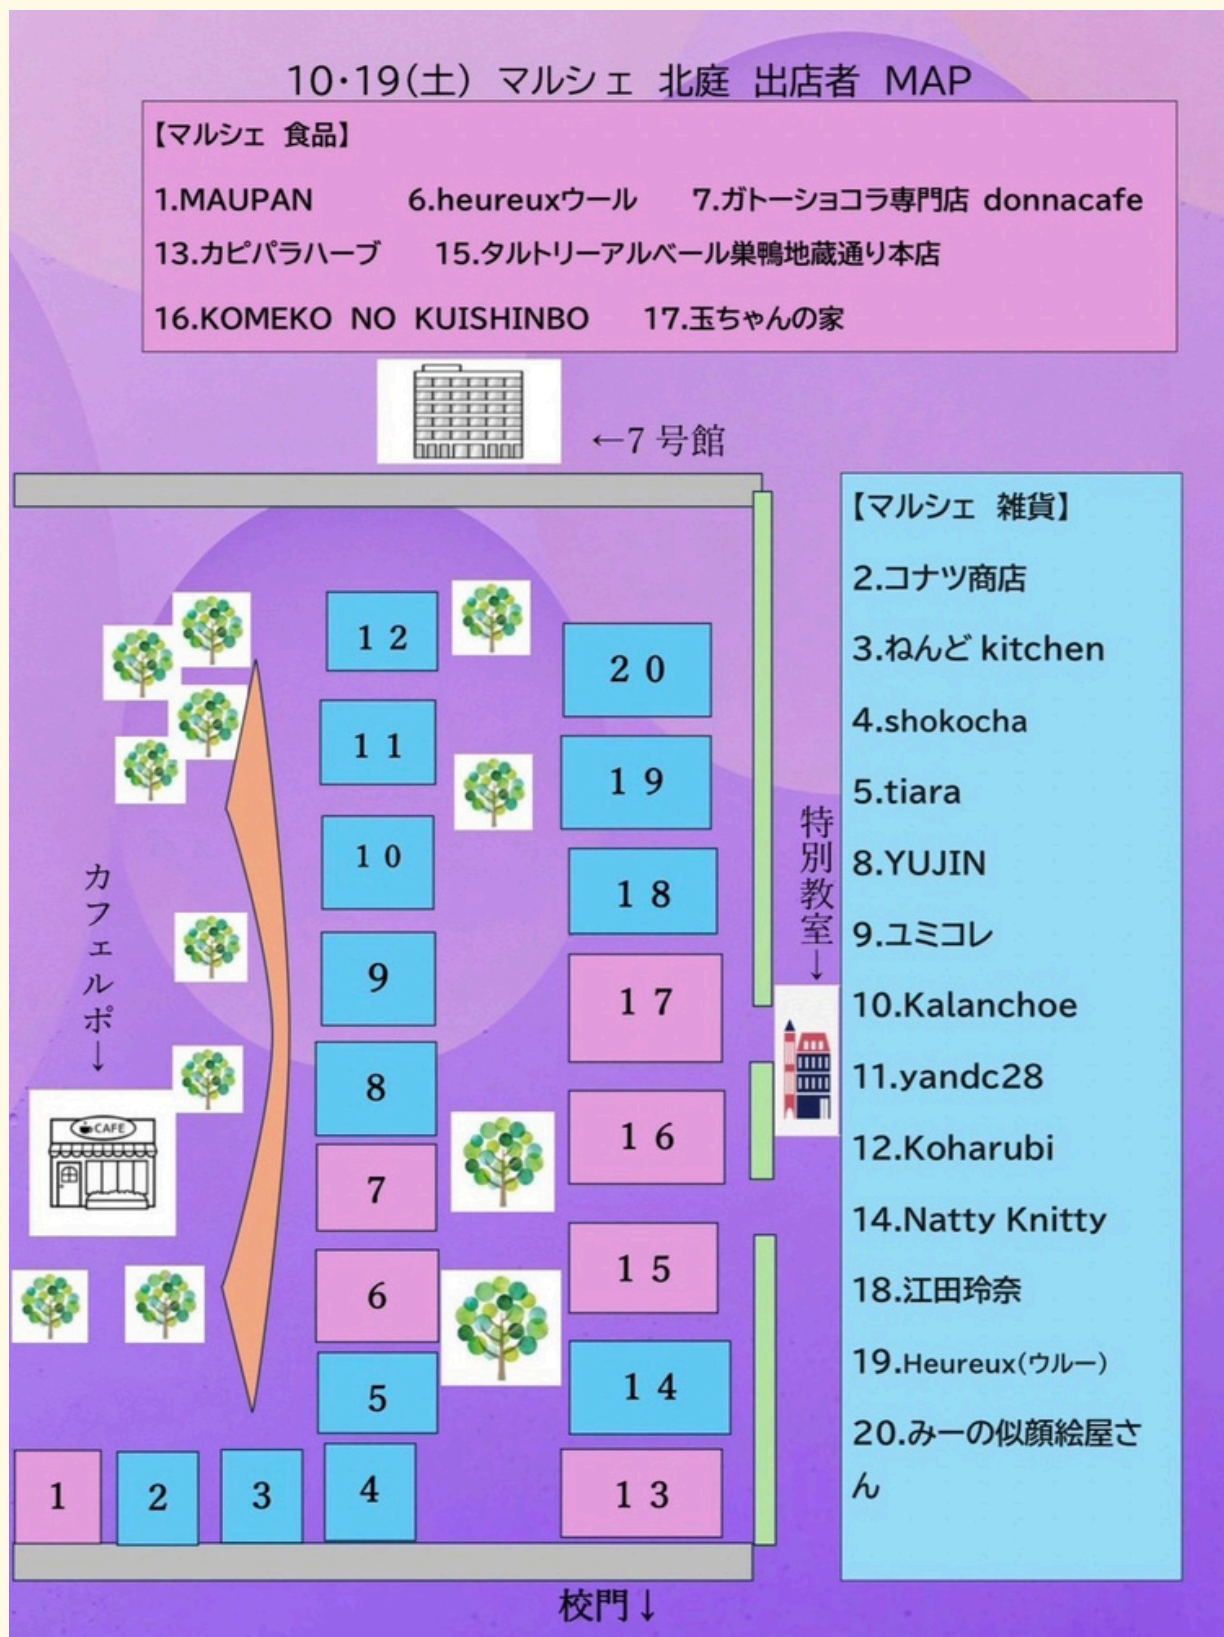 10・19(土) マルシェ 北庭 出店者 MAP
【マルシェ 食品】
1.MAUPAN 6.heureuxウール 7.ガトーショコラ専門店 donnacafe
13.カピパラハーブ 15.タルトリーアルベール巣鴨地蔵通り本店
16.KOMEKO NO KUISHINBO 17.玉ちゃんの家
←7号館
【マルシェ 雑貨】
2.コナツ商店
3.ねんど kitchen
4.shokocha
5.tiara
8.YUJIN
9.ユミコレ
10.Kalanchoe
11.yandc28
12.Koharubi
14.Natty Knitty
18.江田玲奈
19.Heureux(ウルー)
20.みーの似顔絵屋さ
ん
12
20
11
19
10
18
特別教室↓
カフェルポ↓
9
17
8
CAFE
16
7
15
6
14
5
1
2
3
4
13
校門↓